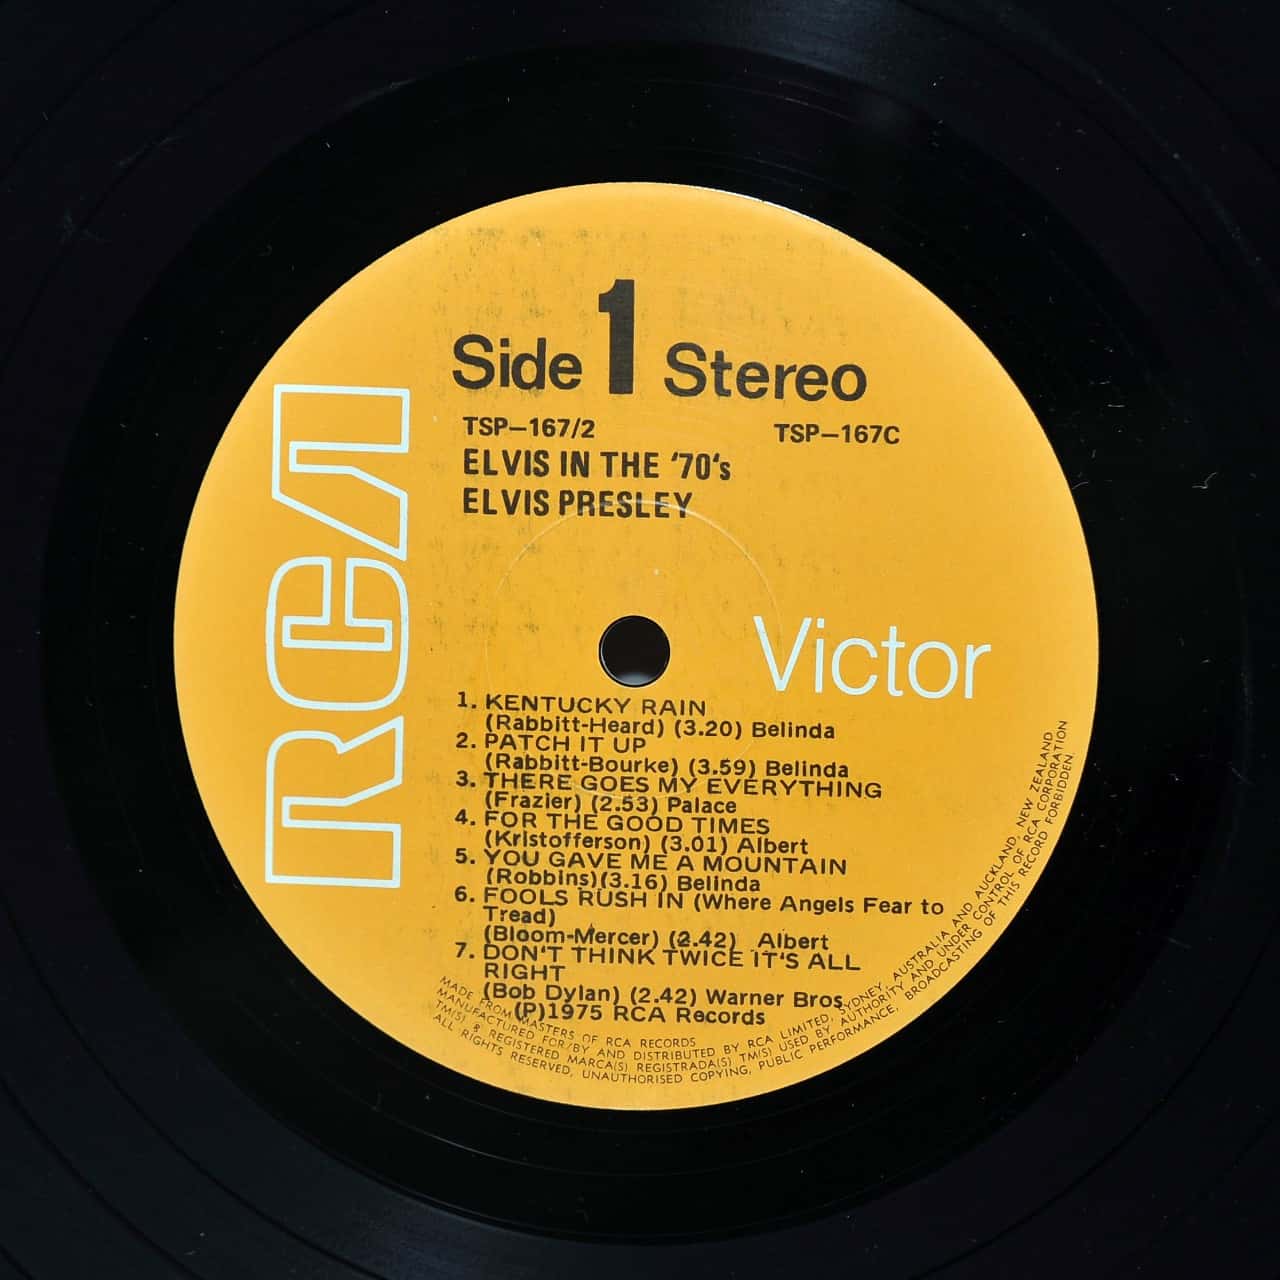 Side 1 Stereo
TSP–167/2 TSP–167C
ELVIS IN THE '70's
ELVIS PRESLEY
RCA
Victor
1. KENTUCKY RAIN
(Rabbitt-Heard) (3.20) Belinda
2. PATCH IT UP
(Rabbitt-Bourke) (3.59) Belinda
3. THERE GOES MY EVERYTHING
(Frazier) (2.53) Palace
4. FOR THE GOOD TIMES
(Kristofferson) (3.01) Albert
5. YOU GAVE ME A MOUNTAIN
(Robbins)(3.16) Belinda
6. FOOLS RUSH IN (Where Angels Fear to
Tread)
(Bloom-Mercer) (2.42) Albert
7. DON'T THINK TWICE IT'S ALL
RIGHT
(Bob Dylan) (2.42) Warner Bros.
(P)1975 RCA Records
MADE FROM MASTERS OF RCA RECORDS
MANUFACTURED FOR/BY AND DISTRIBUTED BY RCA LIMITED, SYDNEY, AUSTRALIA AND AUCKLAND, NEW ZEALAND
TM(S) & REGISTERED MARCA(S) REGISTRADA(S) TM(S) USED BY AUTHORITY AND UNDER CONTROL OF RCA CORPORATION
ALL RIGHTS RESERVED, UNAUTHORISED COPYING, PUBLIC PERFORMANCE, BROADCASTING OF THIS RECORD FORBIDDEN